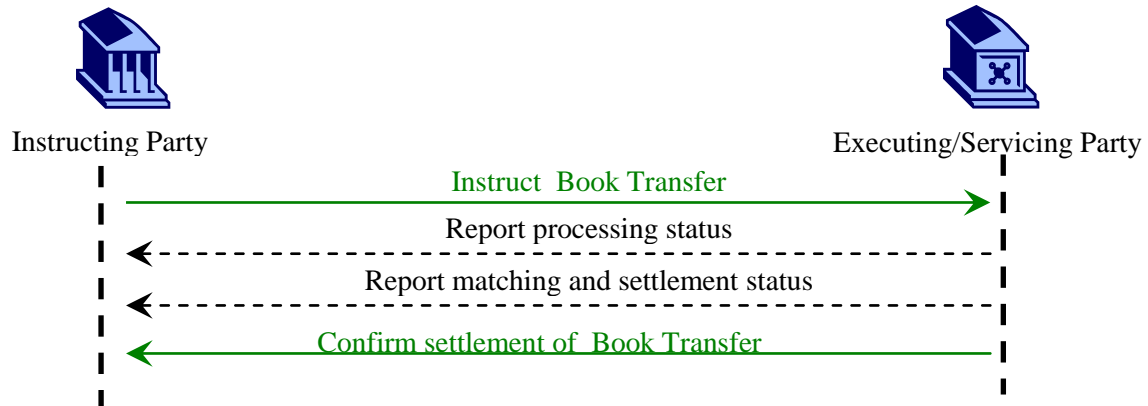 Instructing Party
Executing/Servicing Party
Instruct Book Transfer
Report processing status
Report matching and settlement status
Confirm settlement of Book Transfer